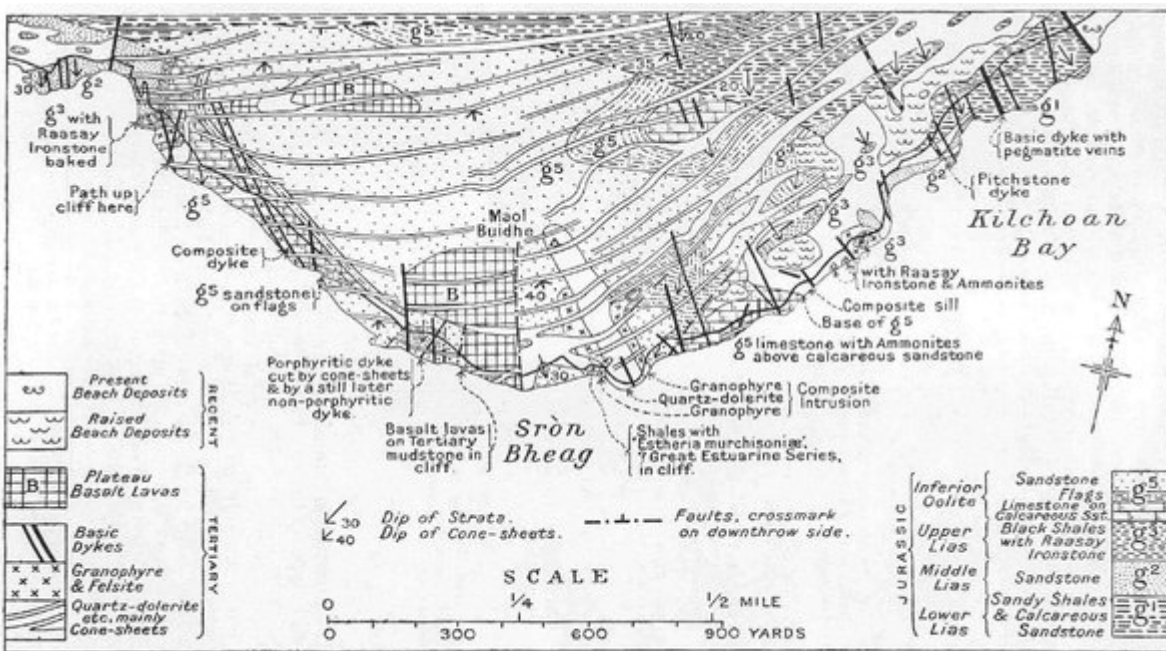 g5
40
35
20
B
30
g2
g3 with
Raasay
Ironstone
baked
Path up
cliff here
g5
g5
g5
g3
g3
g1
Basic dyke with
pegmatite veins
g2
Pitchstone
dyke
Kilchoan
Bay
g3
g3
with Raasay
Ironstone & Ammonites
Composite sill
Base of g5
g5 limestone with Ammonites
above calcareous sandstone
Maol
Buidhe
Composite
dyke
g5 sandstone
on flags
B
40
30
N
Porphyritic dyke
cut by cone-sheets
& by a still later
non-porphyritic
dyke.
Basalt lavas
on Tertiary
mudstone in
cliff.
Sròn
Bheag
Granophyre
Quartz-dolerite
Granophyre
Composite
Intrusion
Shales with
Estheria murchisoniæ,
? Great Estuarine Series,
in cliff.
Present
Beach Deposits
Raised
Beach Deposits
RECENT
B
Plateau
Basalt Lavas
Basic
Dykes
Granophyre
& Felsite
Quartz-dolerite
etc. mainly
Cone-sheets
TERTIARY
30 Dip of Strata.
40 Dip of Cone-sheets.
Faults, crossmark
on downthrow side.
SCALE
0 1/4 1/2 MILE
0 300 600 900 YARDS
JURASSIC
Inferior
Oolite
Sandstone
Flags
Limestone on
Calcareous Sst.
g5
Upper
Lias
Black Shales
with Raasay
Ironstone
g3
Middle
Lias
Sandstone
g2
Lower
Lias
Sandy Shales
& Calcareous
Sandstone
g1